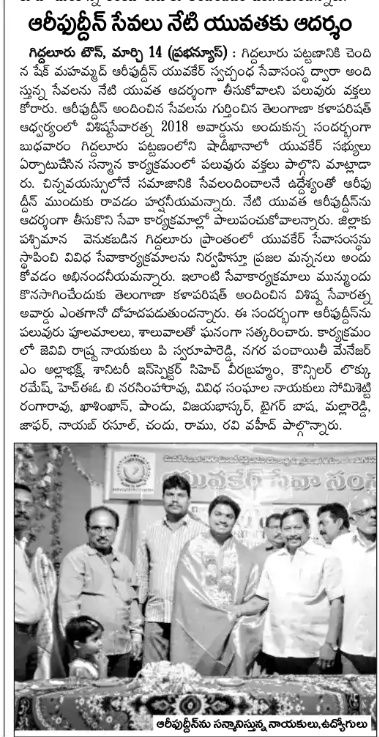 ఆరీఫుద్దీన్ సేవలు నేటి యువతకు ఆదర్శం
గిద్దలూరు టౌన్, మార్చి 14 (ప్రభన్యూస్) : గిద్దలూరు పట్టణానికి చెంది
న షేక్ మహమ్మద్ ఆరీఫుద్దీన్ యువకేర్ స్వచ్ఛంధ సేవాసంస్థ ద్వారా అంది
స్తున్న సేవలను నేటి యువత ఆదర్శంగా తీసుకోవాలని పలువురు వక్తలు
కోరారు. ఆరీఫుద్దీన్ అందించిన సేవలను గుర్తించిన తెలంగాణా కళాపరిషత్
ఆధ్వర్యంలో విశిష్టసేవారత్న 2018 అవార్డును అందుకున్న సందర్భంగా
బుధవారం గిద్దలూరు పట్టణంలోని షాదీఖానాలో యువకేర్ సభ్యులు
ఏర్పాటుచేసిన సన్మాన కార్యక్రమంలో పలువురు వక్తలు పాల్గొని మాట్లాడా
రు. చిన్నవయస్సులోనే సమాజానికి సేవలందించాలనే ఉద్దేశ్యంతో ఆరీఫు
ద్దీన్ ముందుకు రావడం హర్షనీయమన్నారు. నేటి యువత ఆరీఫుద్దీన్‌ను
ఆదర్శంగా తీసుకొని సేవా కార్యక్రమాల్లో పాలుపంచుకోవాలన్నారు. జిల్లాకు
పశ్చిమాన వెనుకబడిన గిద్దలూరు ప్రాంతంలో యువకేర్ సేవాసంస్థను
స్థాపించి వివిధ సేవాకార్యక్రమాలను నిర్వహిస్తూ ప్రజల మన్ననలు అందు
కోవడం అభినందనీయమన్నారు. ఇలాంటి సేవాకార్యక్రమాలు మున్ముందు
కొనసాగించేందుకు తెలంగాణా కళాపరిషత్ అందించిన విశిష్ట సేవారత్న
అవార్డు ఎంతగానో దోహదపడుతుందన్నారు. ఈ సందర్భంగా ఆరీఫుద్దీన్‌ను
పలువురు పూలమాలలు, శాలువాలతో ఘనంగా సత్కరించారు. కార్యక్రమం
లో జెవివి రాష్ట్ర నాయకులు పి స్వరూపారెడ్డి, నగర పంచాయితీ మేనేజర్
ఎం అల్లాభక్ష్, శానిటరీ ఇన్‌స్పెక్టర్ సిహెచ్ వీరబ్రహ్మం, కౌన్సిలర్ లొక్కు
రమేష్, హెచ్ఈఓ బి నరసింహారావు, వివిధ సంఘాల నాయకులు సోమిశెట్టి
రంగారావు, ఖాశింఖాన్, పాండు, విజయభాస్కర్, టైగర్ బాష, మల్లారెడ్డి,
జాఫర్, నాయబ్ రసూల్, చందు, రాము, రవి వహీద్ పాల్గొన్నారు.
యువకేర్ సేవా సంస్థ
ఆరీఫుద్దీన్‌ను సన్మానిస్తున్న నాయకులు,ఉద్యోగులు